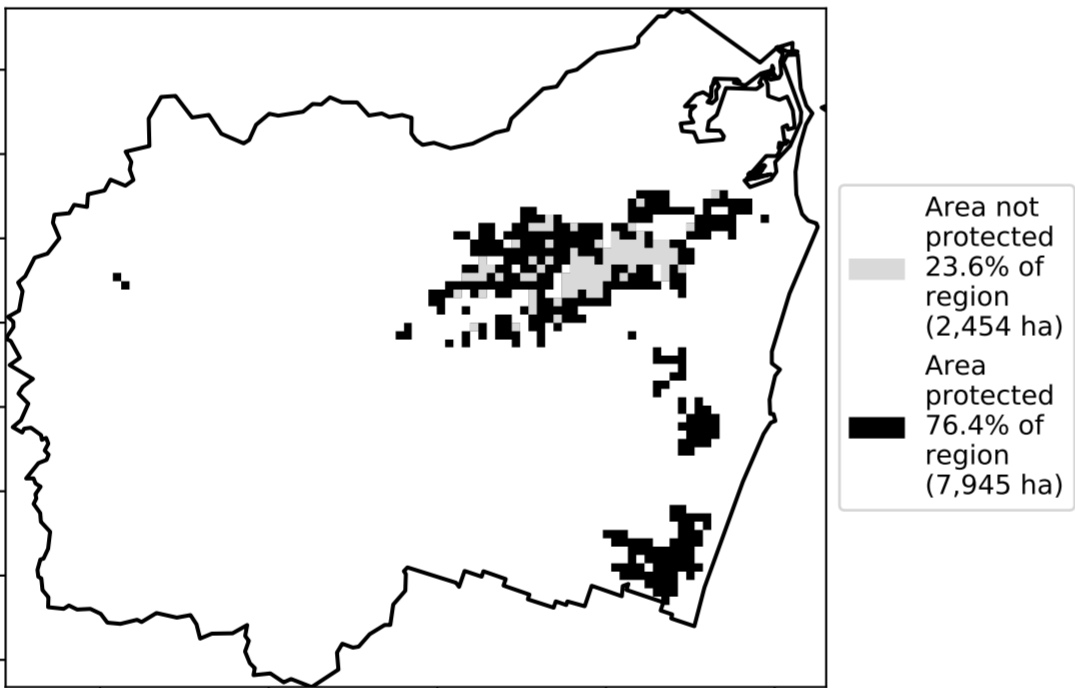 Area not
protected
23.6% of
region
(2,454 ha)
Area
protected
76.4% of
region
(7,945 ha)